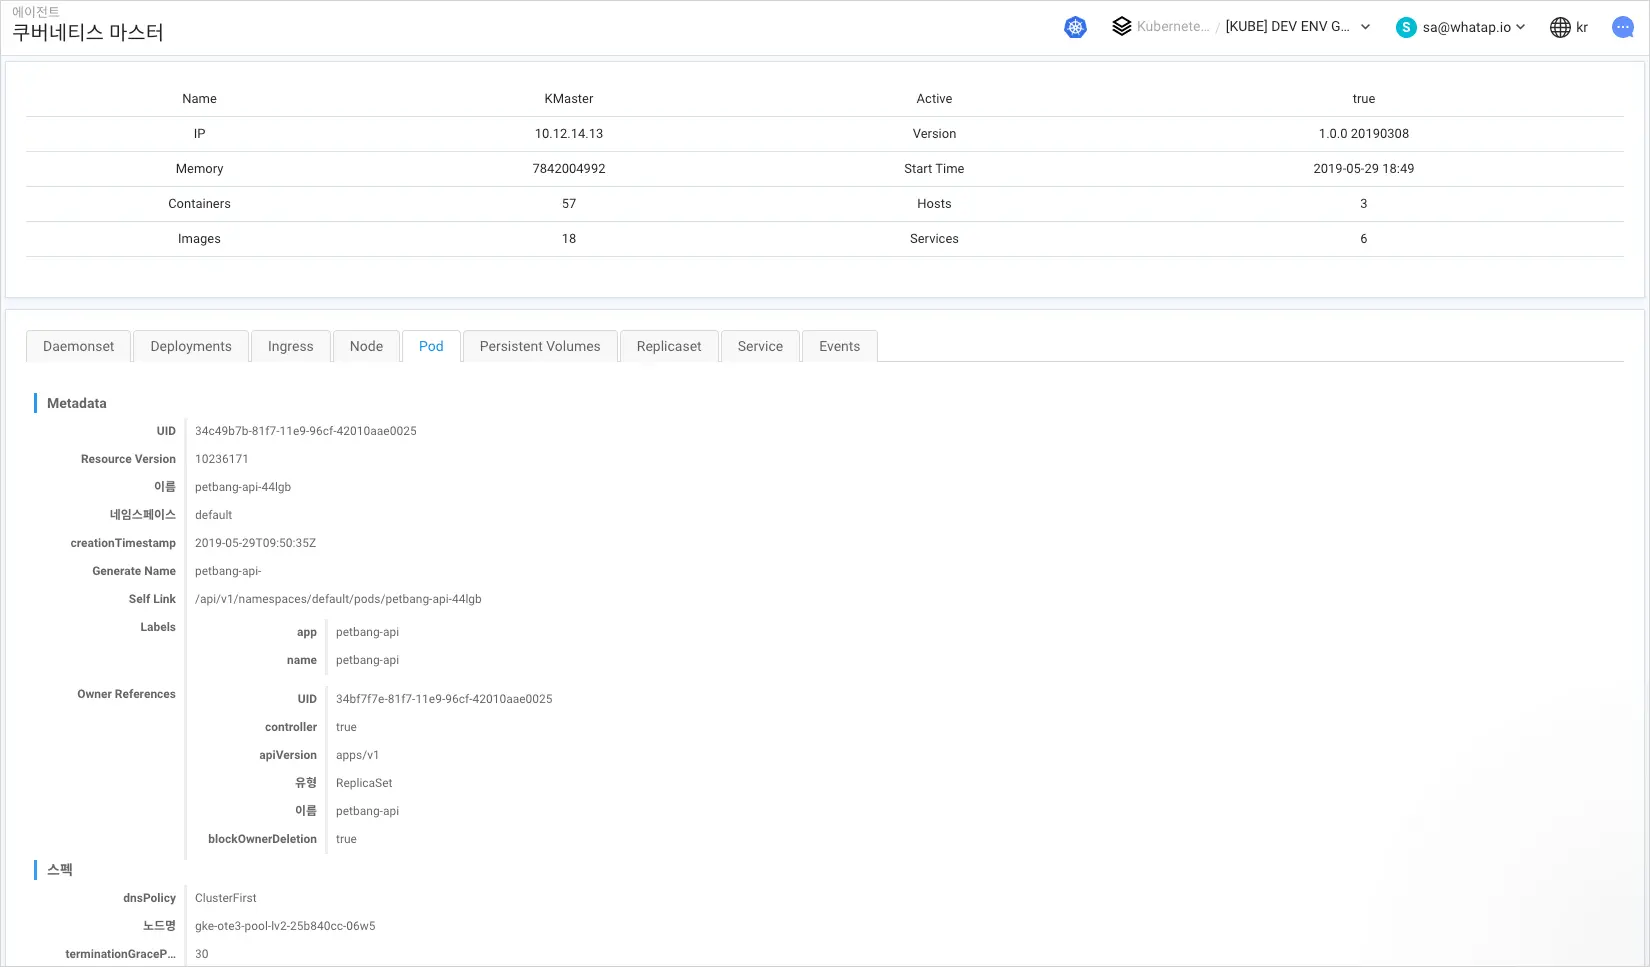 에이전트
쿠버네티스 마스터
Kubernete... / [KUBE] DEV ENV G... S sa@whatap.io kr
Name KMaster Active true
IP 10.12.14.13 Version 1.0.0 20190308
Memory 7842004992 Start Time 2019-05-29 18:49
Containers 57 Hosts 3
Images 18 Services 6
Daemonset Deployments Ingress Node Pod Persistent Volumes Replicaset Service Events
Metadata
UID 34c49b7b-81f7-11e9-96cf-42010aae0025
Resource Version 10236171
이름 petbang-api-44lgb
네임스페이스 default
creationTimestamp 2019-05-29T09:50:35Z
Generate Name petbang-api-
Self Link /api/v1/namespaces/default/pods/petbang-api-44lgb
Labels
app petbang-api
name petbang-api
Owner References
UID 34bf7f7e-81f7-11e9-96cf-42010aae0025
controller true
apiVersion apps/v1
유형 ReplicaSet
이름 petbang-api
blockOwnerDeletion true
스펙
dnsPolicy ClusterFirst
노드명 gke-ote3-pool-lv2-25b840cc-06w5
terminationGraceP... 30